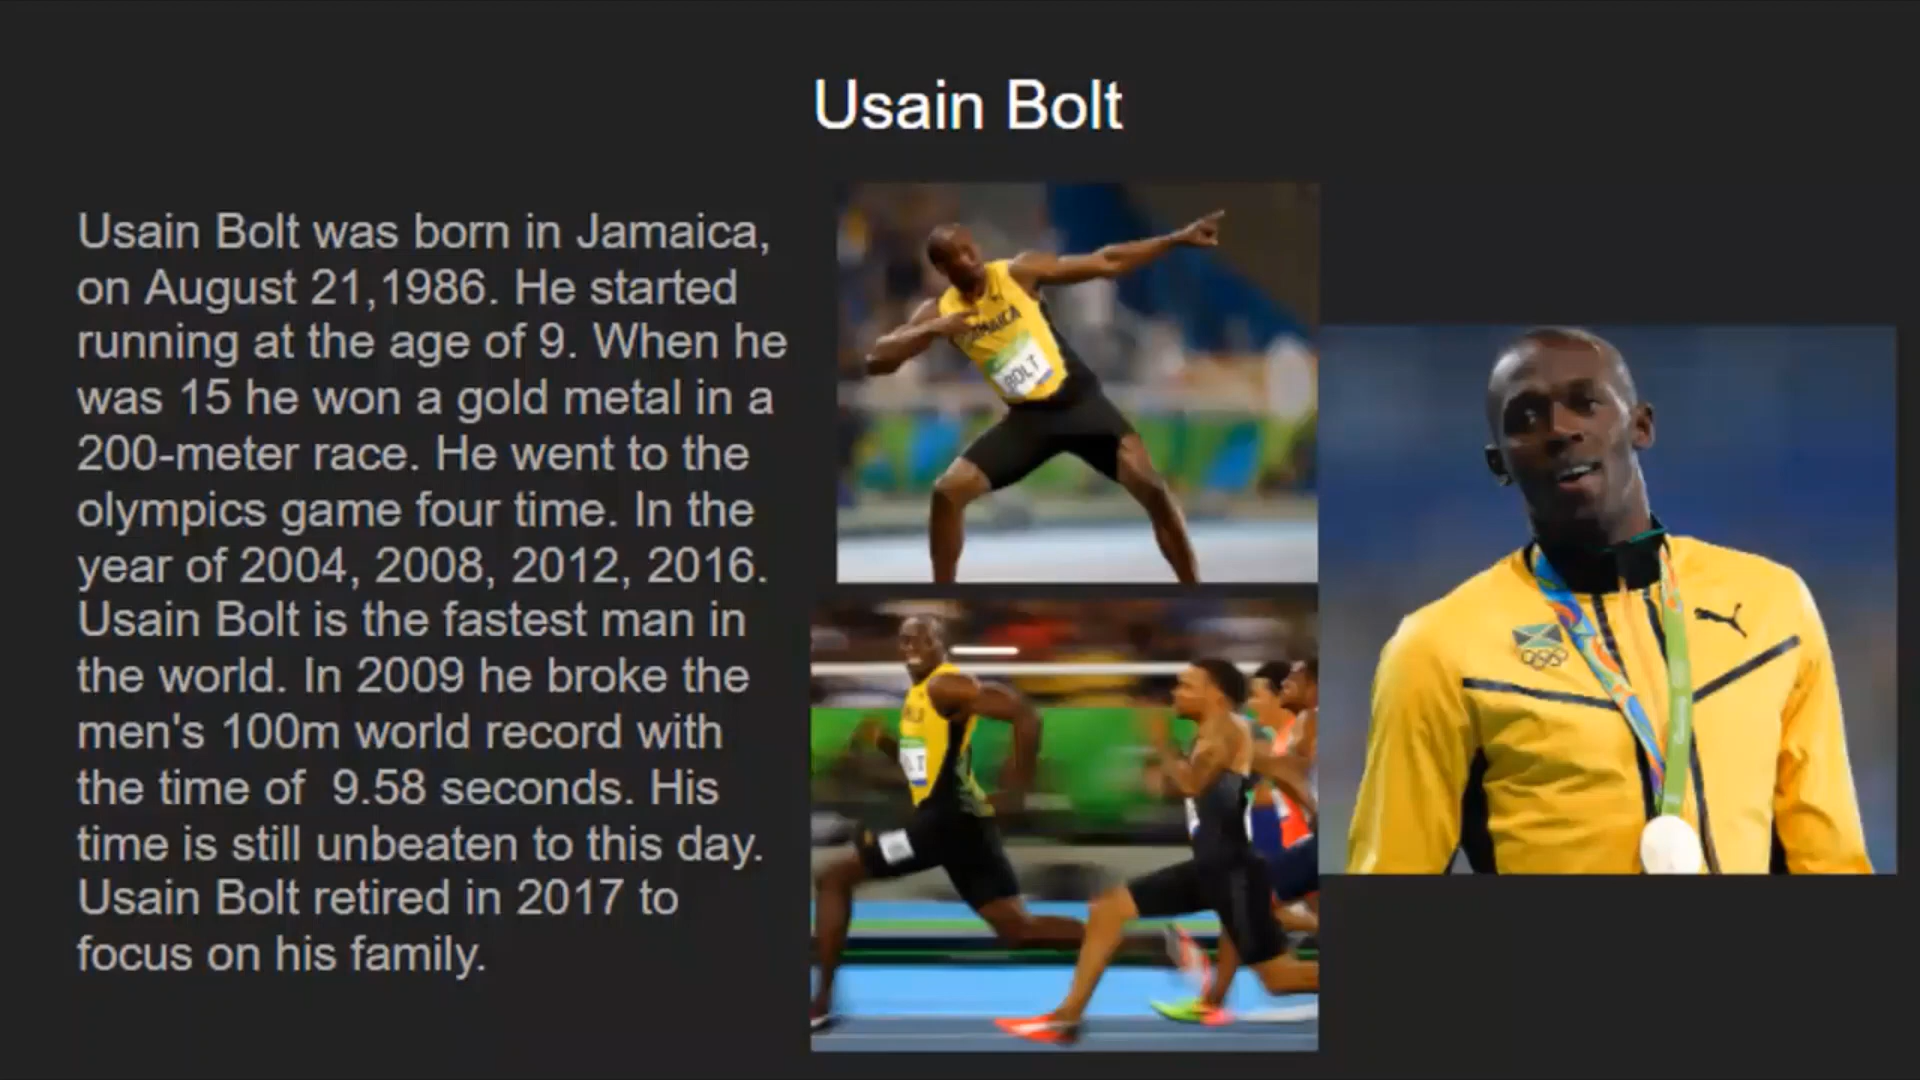 Usain Bolt
Usain Bolt was born in Jamaica,
on August 21,1986. He started
running at the age of 9. When he
was 15 he won a gold metal in a
200-meter race. He went to the
olympics game four time. In the
year of 2004, 2008, 2012, 2016.
Usain Bolt is the fastest man in
the world. In 2009 he broke the
men's 100m world record with
the time of  9.58 seconds. His
time is still unbeaten to this day.
Usain Bolt retired in 2017 to
focus on his family.
JAMAICA
BOLT